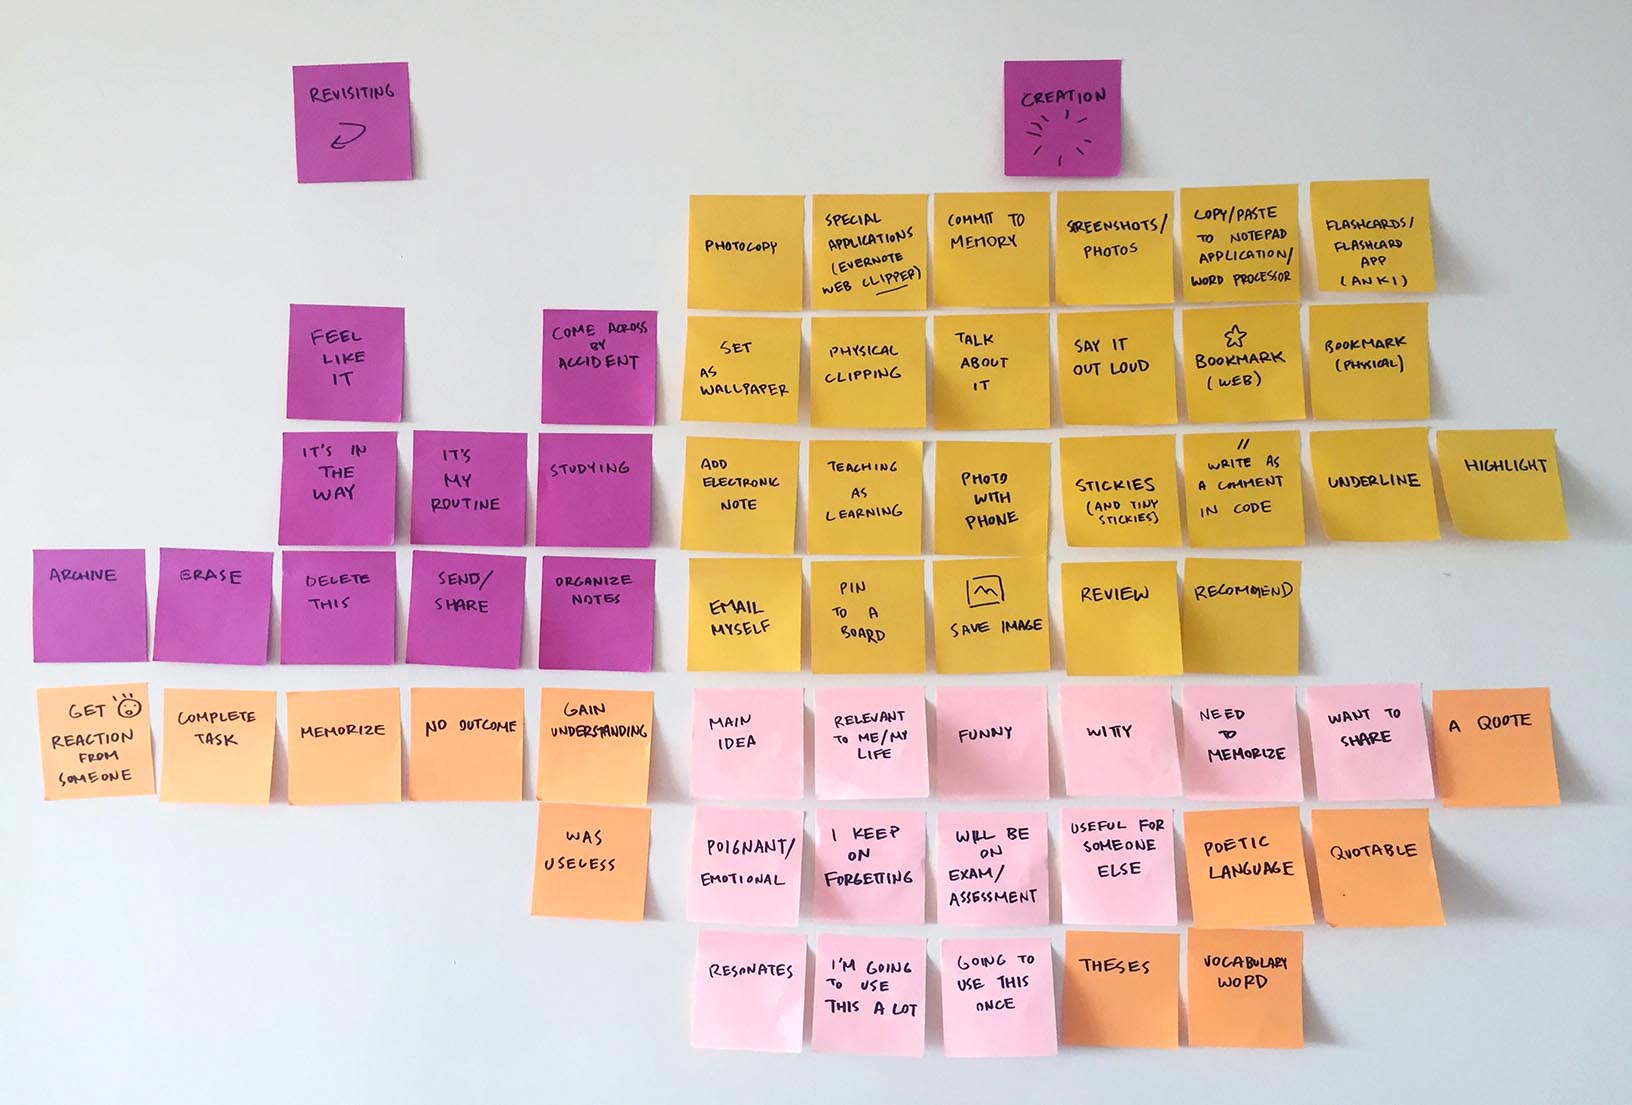 REVISITING
CREATION
PHOTOCOPY
SPECIAL
APPLICATIONS
(EVERNOTE
WEB CLIPPER)
COMMIT TO
MEMORY
SCREENSHOTS/
PHOTOS
COPY/PASTE
TO NOTEPAD
APPLICATION/
WORD PROCESSOR
FLASHCARDS/
FLASHCARD
APP
(ANKI)
FEEL
LIKE
IT
COME ACROSS
BY
ACCIDENT
SET
AS
WALLPAPER
PHYSICAL
CLIPPING
TALK
ABOUT
IT
SAY IT
OUT LOUD
BOOKMARK
(WEB)
BOOKMARK
(PHYSICAL)
IT'S IN
THE
WAY
IT'S
MY
ROUTINE
STUDYING
ADD
ELECTRONIC
NOTE
TEACHING
AS
LEARNING
PHOTO
WITH
PHONE
STICKIES
(AND TINY
STICKIES)
//
WRITE AS
A COMMENT
IN CODE
UNDERLINE
HIGHLIGHT
ARCHIVE
ERASE
DELETE
THIS
SEND/
SHARE
ORGANIZE
NOTES
EMAIL
MYSELF
PIN
TO A
BOARD
SAVE IMAGE
REVIEW
RECOMMEND
GET
REACTION
FROM
SOMEONE
COMPLETE
TASK
MEMORIZE
NO OUTCOME
GAIN
UNDERSTANDING
MAIN
IDEA
RELEVANT
TO ME/MY
LIFE
FUNNY
WITTY
NEED
TO
MEMORIZE
WANT TO
SHARE
A QUOTE
WAS
USELESS
POIGNANT/
EMOTIONAL
I KEEP
ON
FORGETTING
WILL BE
ON
EXAM/
ASSESSMENT
USEFUL FOR
SOMEONE
ELSE
POETIC
LANGUAGE
QUOTABLE
RESONATES
I'M GOING
TO USE
THIS A LOT
GOING TO
USE THIS
ONCE
THESES
VOCABULARY
WORD